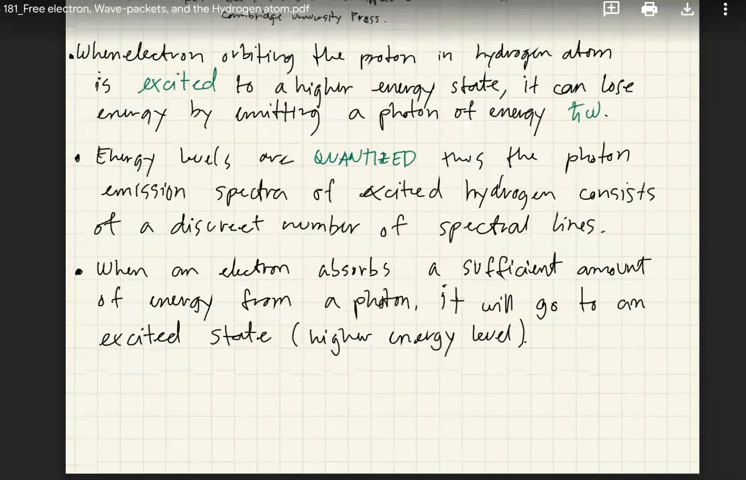 181_Free electron, Wave-packets, and the Hydrogen atom.pdf
Cambridge University Press.
•When electron orbiting the proton in hydrogen atom
is excited to a higher energy state, it can lose
energy by emitting a photon of energy ħω.
• Energy levels are QUANTIZED thus the photon
emission spectra of excited hydrogen consists
of a discreet number of spectral lines.
• When an electron absorbs a sufficient amount
of energy from a photon, it will go to an
excited state (higher energy level).